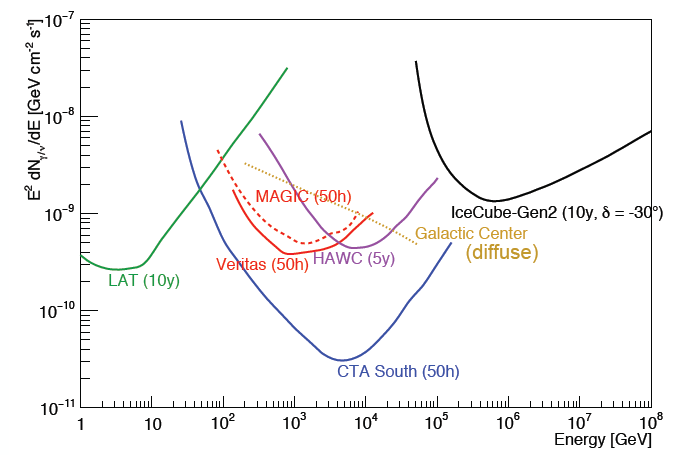 E² dNᵧ/ᵥ/dE [GeV cm⁻² s⁻¹]
10⁻⁷
10⁻⁸
10⁻⁹
10⁻¹⁰
10⁻¹¹
MAGIC (50h)
IceCube-Gen2 (10y, δ = -30°)
Galactic Center
(diffuse)
Veritas (50h)
HAWC (5y)
LAT (10y)
CTA South (50h)
1 10 10² 10³ 10⁴ 10⁵ 10⁶ 10⁷ 10⁸
Energy [GeV]